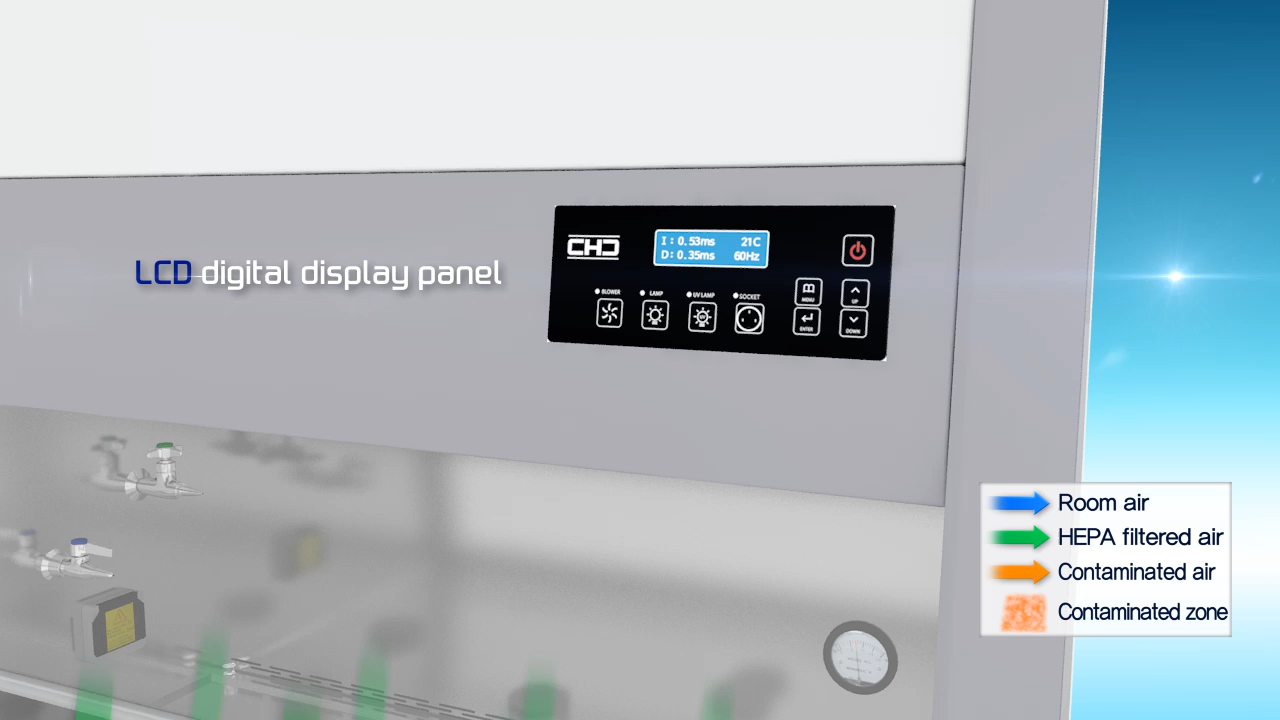 LCD digital display panel
CHC
I: 0.53ms 21C
D: 0.35ms 60Hz
BLOWER
LAMP
UV LAMP
SOCKET
MENU
UP
ENTER
DOWN
Room air
HEPA filtered air
Contaminated air
Contaminated zone